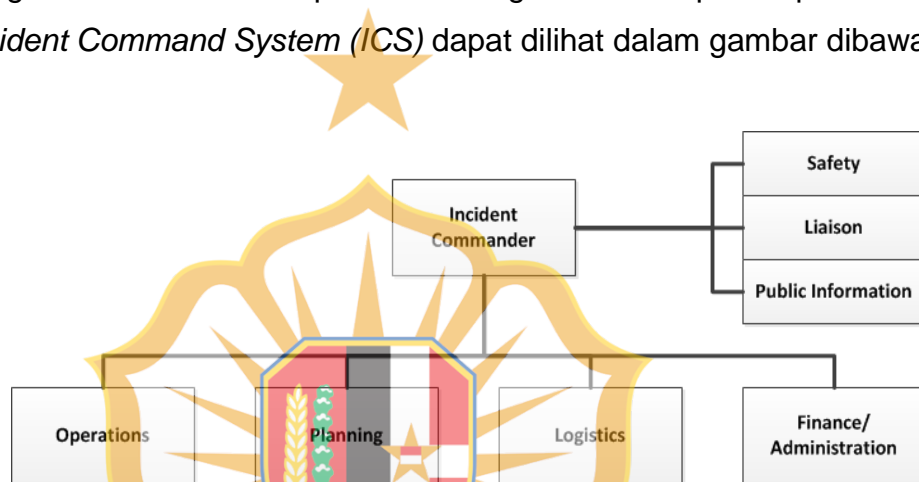 dident Command System (ICS) dapat dilihat dalam gambar dibawa
Safety
Incident
Commander
Liaison
Public Information
Operations
Planning
Logistics
Finance/
Administration